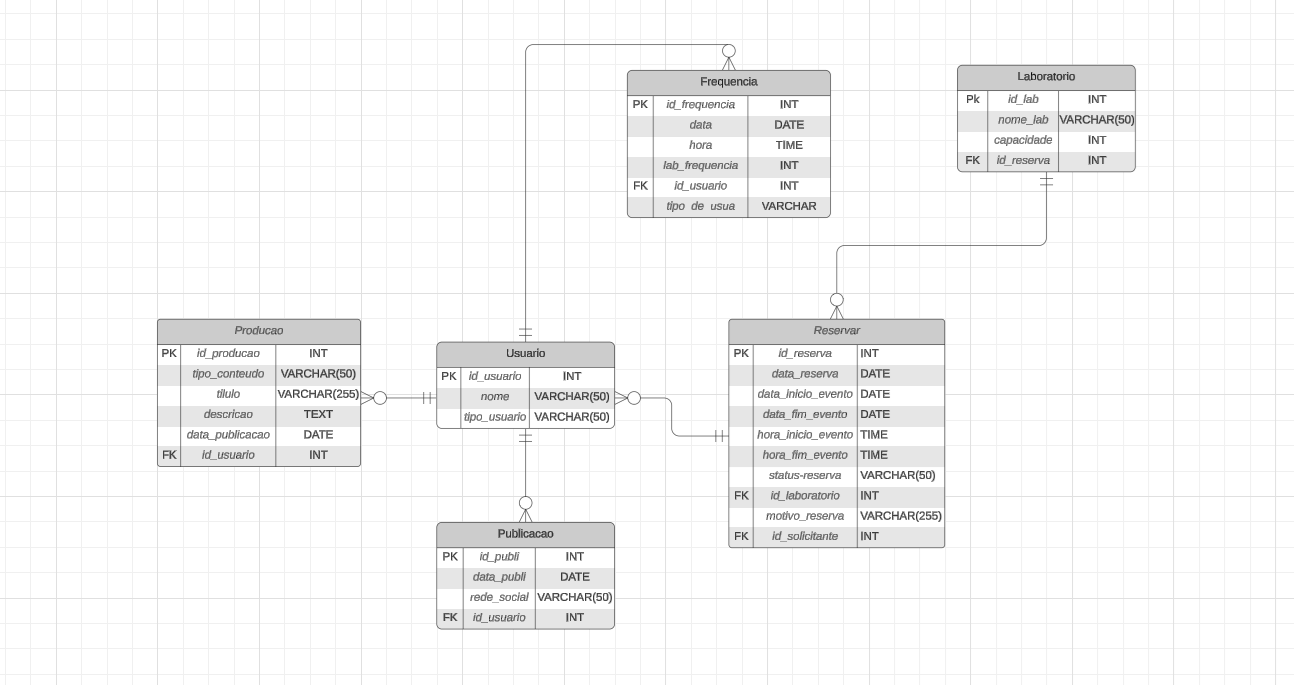 Frequencia
PK id_frequencia INT
data DATE
hora TIME
lab_frequencia INT
FK id_usuario INT
tipo de usua VARCHAR
Laboratorio
Pk id_lab INT
nome_lab VARCHAR(50)
capacidade INT
FK id_reserva INT
Producao
PK id_producao INT
tipo_conteudo VARCHAR(50)
tilulo VARCHAR(255)
descricao TEXT
data_publicacao DATE
FK id_usuario INT
Usuario
PK id_usuario INT
nome VARCHAR(50)
tipo_usuario VARCHAR(50)
Reservar
PK id_reserva INT
data_reserva DATE
data_inicio_evento DATE
data_fim_evento DATE
hora_inicio_evento TIME
hora_fim_evento TIME
status-reserva VARCHAR(50)
FK id_laboratorio INT
motivo_reserva VARCHAR(255)
FK id_solicitante INT
Publicacao
PK id_publi INT
data_publi DATE
rede_social VARCHAR(50)
FK id_usuario INT